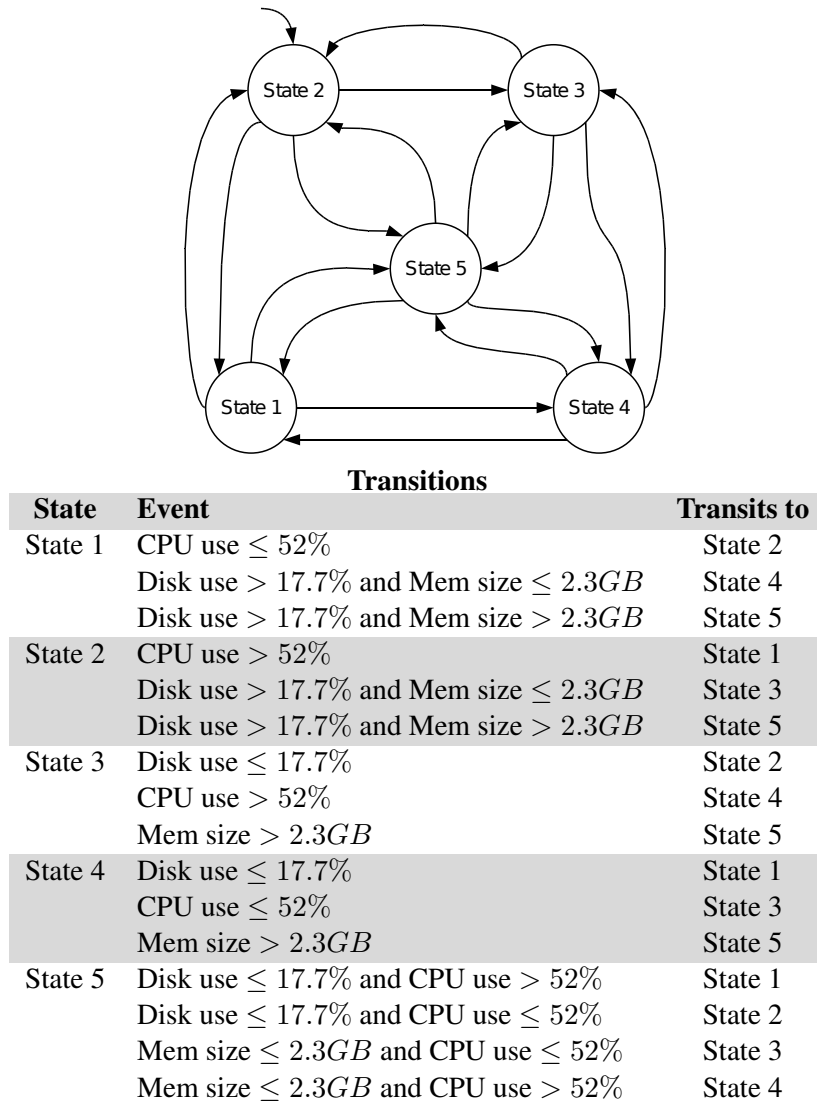 State 2
State 3
State 5
State 1
State 4
Transitions
State Event Transits to
State 1 CPU use ≤ 52% State 2
Disk use > 17.7% and Mem size ≤ 2.3GB State 4
Disk use > 17.7% and Mem size > 2.3GB State 5
State 2 CPU use > 52% State 1
Disk use > 17.7% and Mem size ≤ 2.3GB State 3
Disk use > 17.7% and Mem size > 2.3GB State 5
State 3 Disk use ≤ 17.7% State 2
CPU use > 52% State 4
Mem size > 2.3GB State 5
State 4 Disk use ≤ 17.7% State 1
CPU use ≤ 52% State 3
Mem size > 2.3GB State 5
State 5 Disk use ≤ 17.7% and CPU use > 52% State 1
Disk use ≤ 17.7% and CPU use ≤ 52% State 2
Mem size ≤ 2.3GB and CPU use ≤ 52% State 3
Mem size ≤ 2.3GB and CPU use > 52% State 4